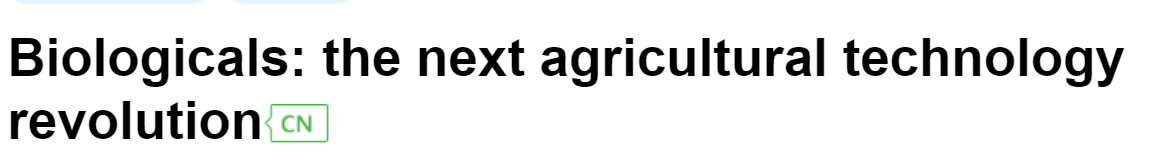 Biologicals: the next agricultural technology
revolution CN